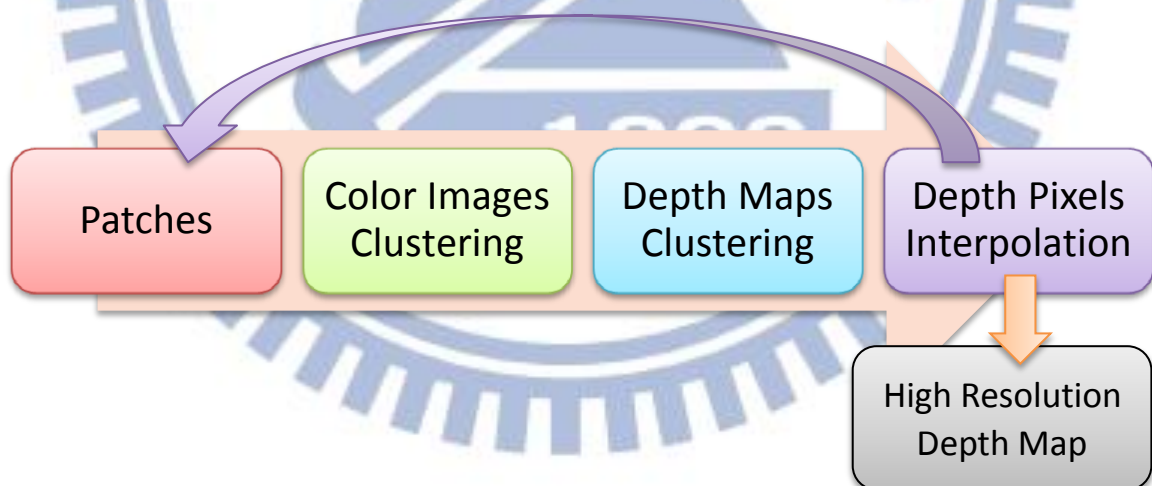 Patches
Color Images
Clustering
Depth Maps
Clustering
Depth Pixels
Interpolation
High Resolution
Depth Map